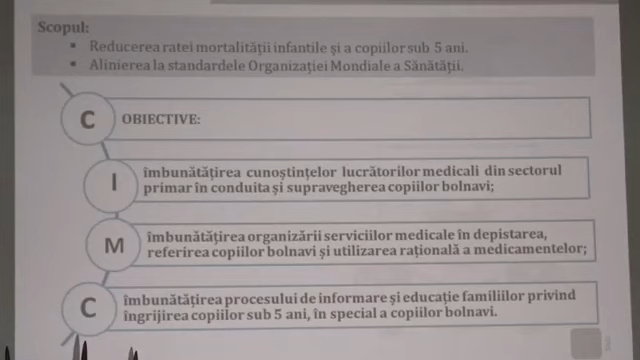 Scopul:
Reducerea ratei mortalității infantile și a copiilor sub 5 ani.
Alinierea la standardele Organizației Mondiale a Sănătății.
C
OBIECTIVE:
I
îmbunătățirea cunoștințelor lucrătorilor medicali din sectorul
primar în conduita și supravegherea copiilor bolnavi;
M
îmbunătățirea organizării serviciilor medicale în depistarea,
referirea copiilor bolnavi și utilizarea rațională a medicamentelor;
C
îmbunătățirea procesului de informare și educație familiilor privind
îngrijirea copiilor sub 5 ani, în special a copiilor bolnavi.